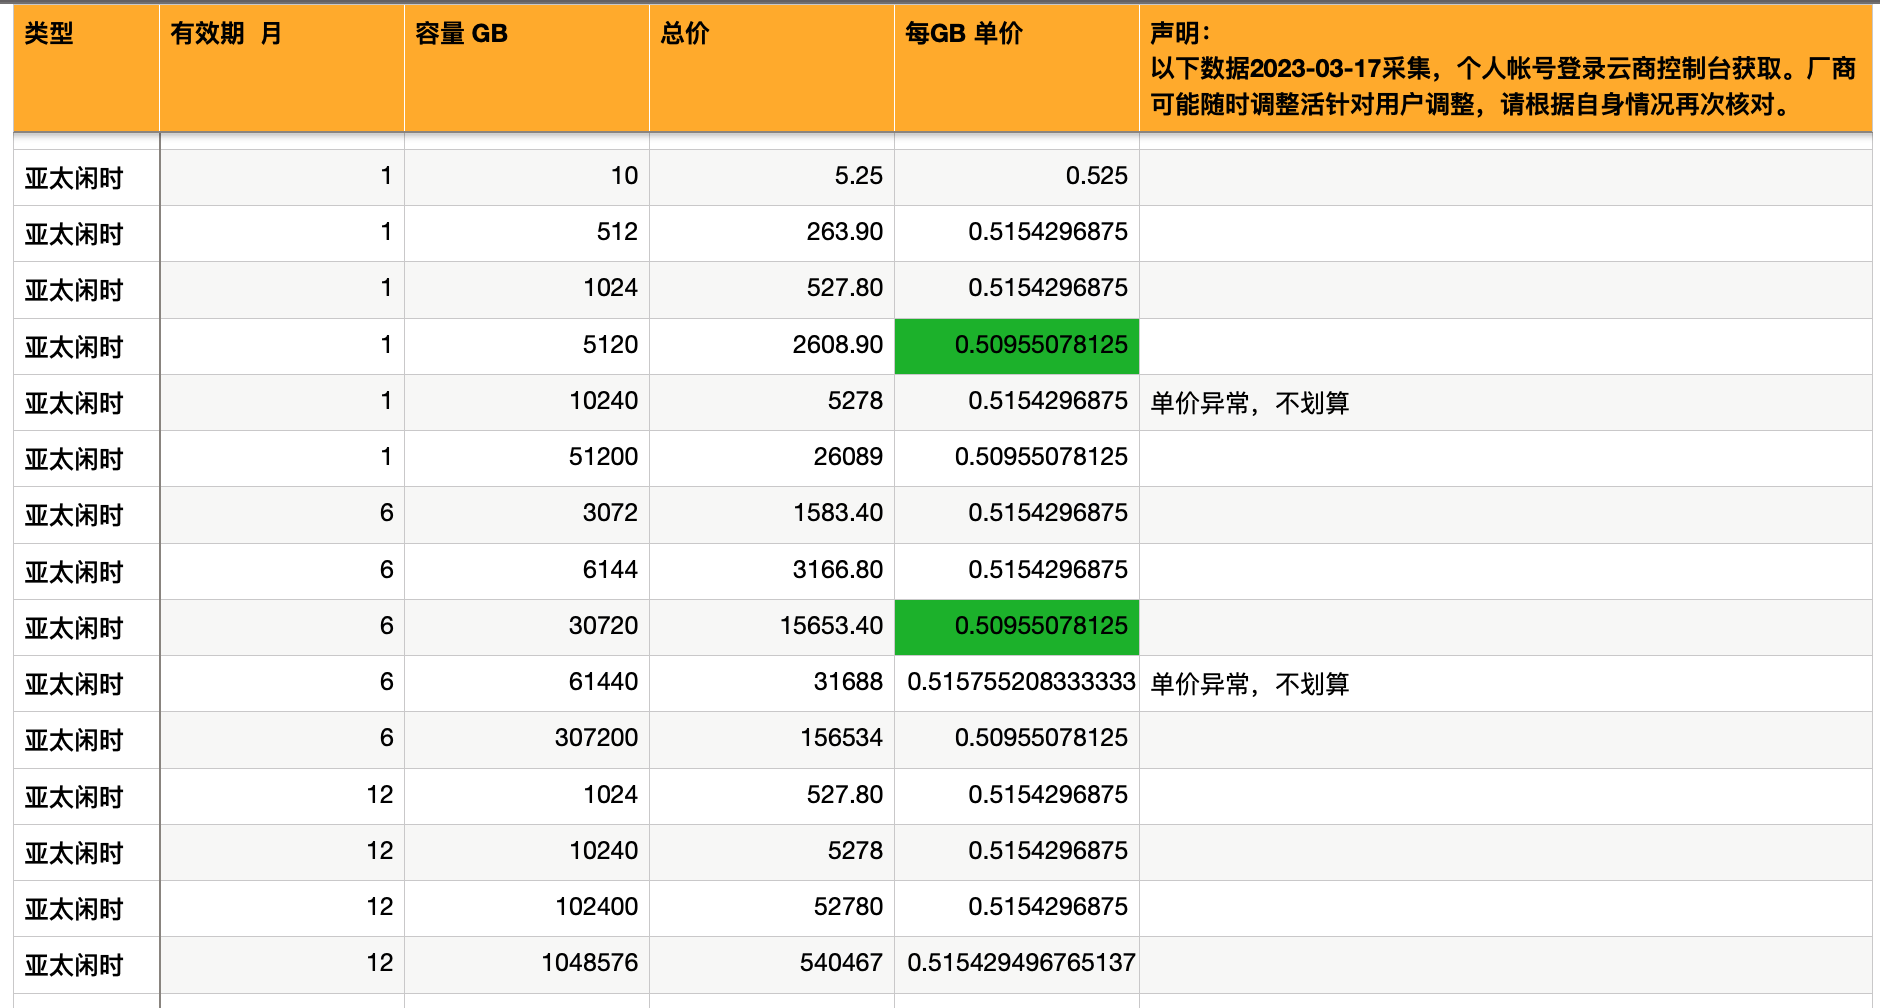 类型 有效期 月 容量 GB 总价 每GB 单价 声明：
以下数据2023-03-17采集，个人帐号登录云商控制台获取。厂商
可能随时调整活针对用户调整，请根据自身情况再次核对。
亚太闲时 1 10 5.25 0.525
亚太闲时 1 512 263.90 0.5154296875
亚太闲时 1 1024 527.80 0.5154296875
亚太闲时 1 5120 2608.90 0.50955078125
亚太闲时 1 10240 5278 0.5154296875 单价异常，不划算
亚太闲时 1 51200 26089 0.50955078125
亚太闲时 6 3072 1583.40 0.5154296875
亚太闲时 6 6144 3166.80 0.5154296875
亚太闲时 6 30720 15653.40 0.50955078125
亚太闲时 6 61440 31688 0.515755208333333 单价异常，不划算
亚太闲时 6 307200 156534 0.50955078125
亚太闲时 12 1024 527.80 0.5154296875
亚太闲时 12 10240 5278 0.5154296875
亚太闲时 12 102400 52780 0.5154296875
亚太闲时 12 1048576 540467 0.515429496765137